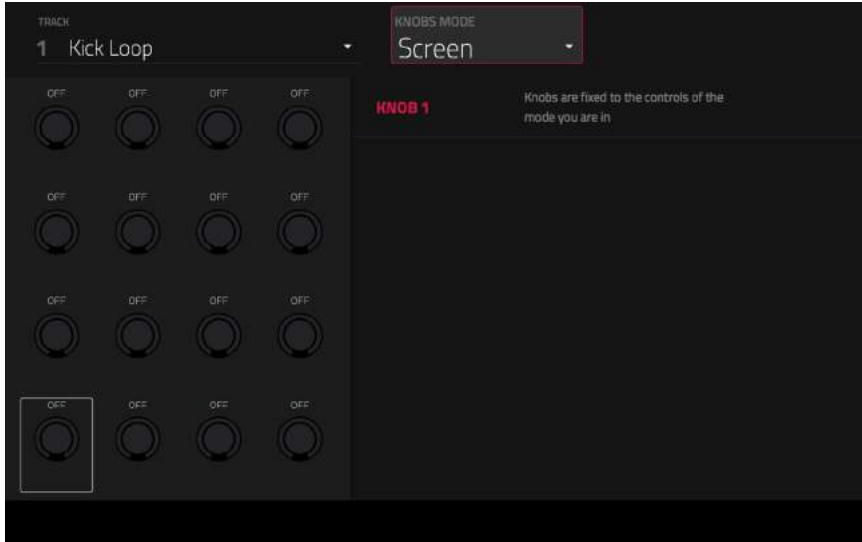 TRACK
1 Kick Loop
KNOBS MODE
Screen
OFF OFF OFF OFF
KNOB 1
Knobs are fixed to the controls of the
mode you are in
OFF OFF OFF OFF
OFF OFF OFF OFF
OFF OFF OFF OFF